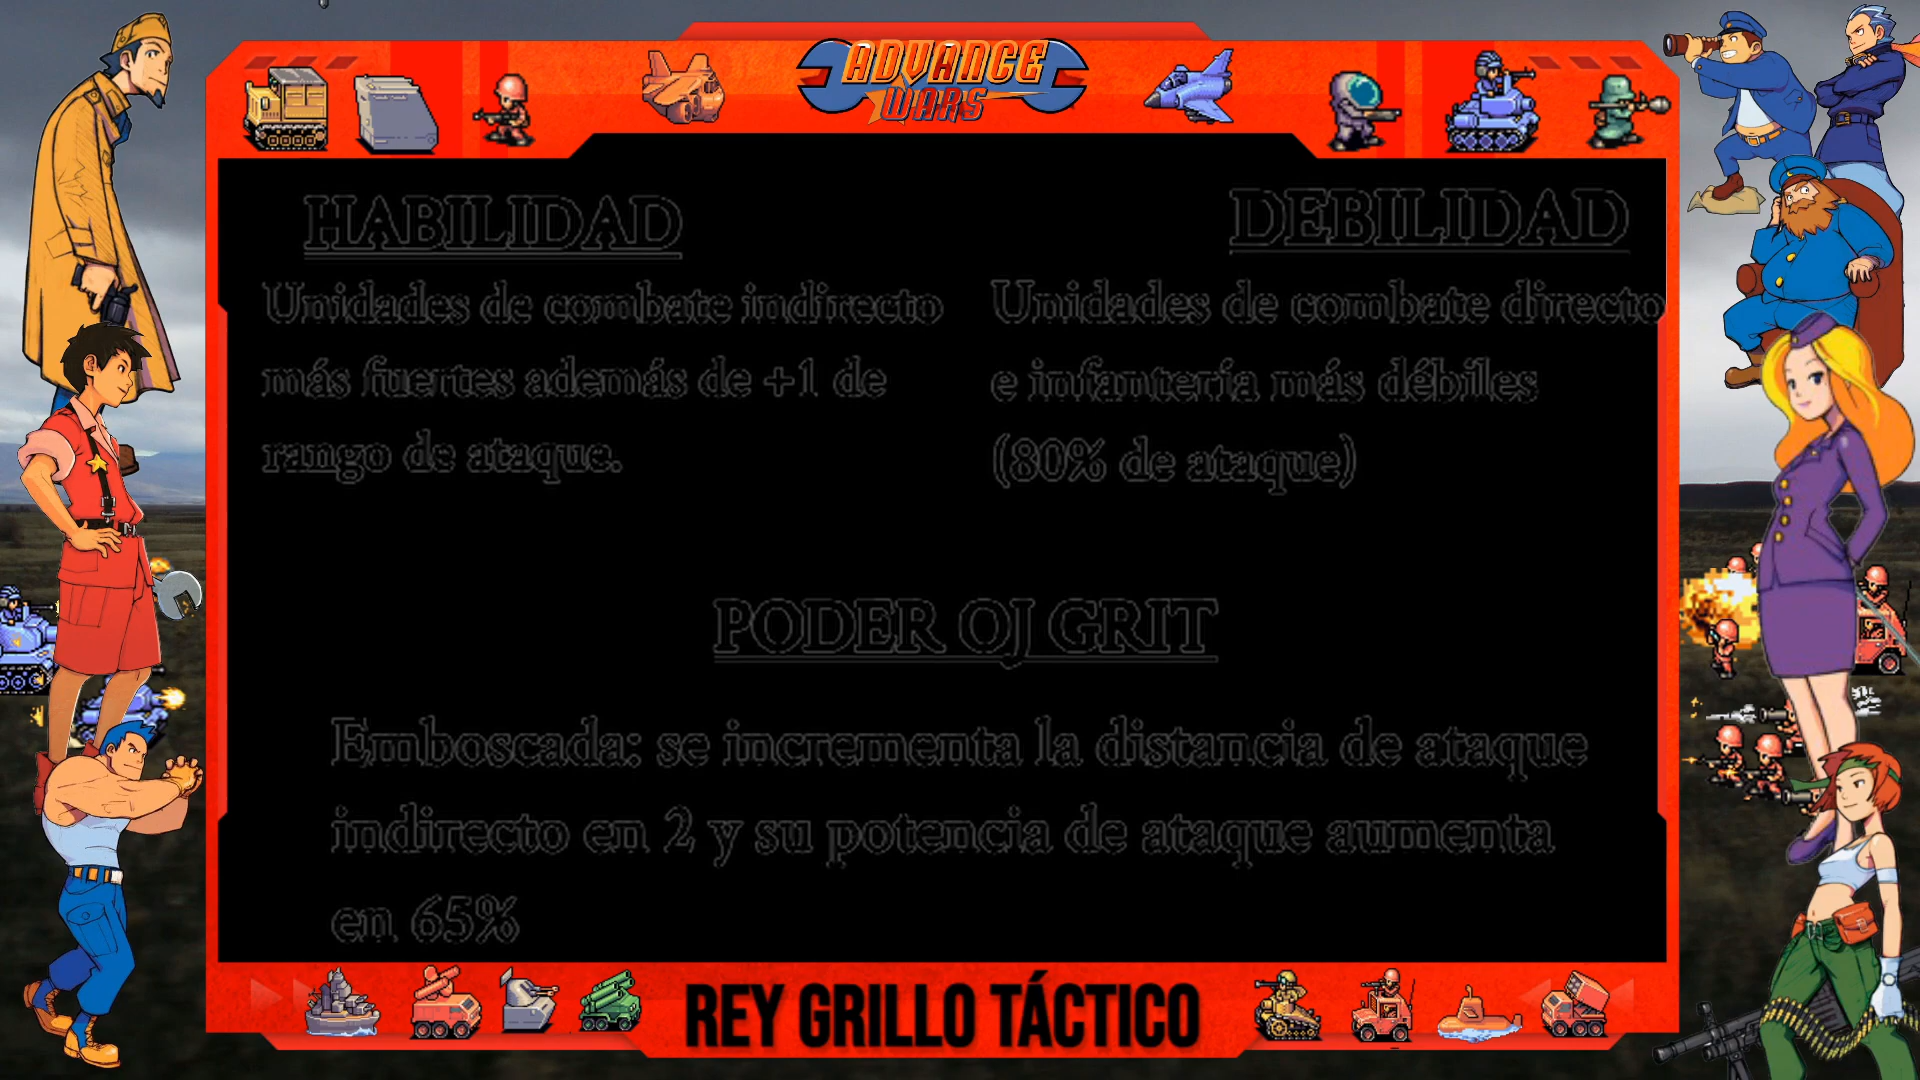 ADVANCE
WARS
HABILIDAD
Unidades de combate indirecto
más fuertes además de +1 de
rango de ataque.
DEBILIDAD
Unidades de combate directo
e infantería más débiles
(80% de ataque)
PODER OJ GRIT
Emboscada: se incrementa la distancia de ataque
indirecto en 2 y su potencia de ataque aumenta
en 65%
REY GRILLO TÁCTICO